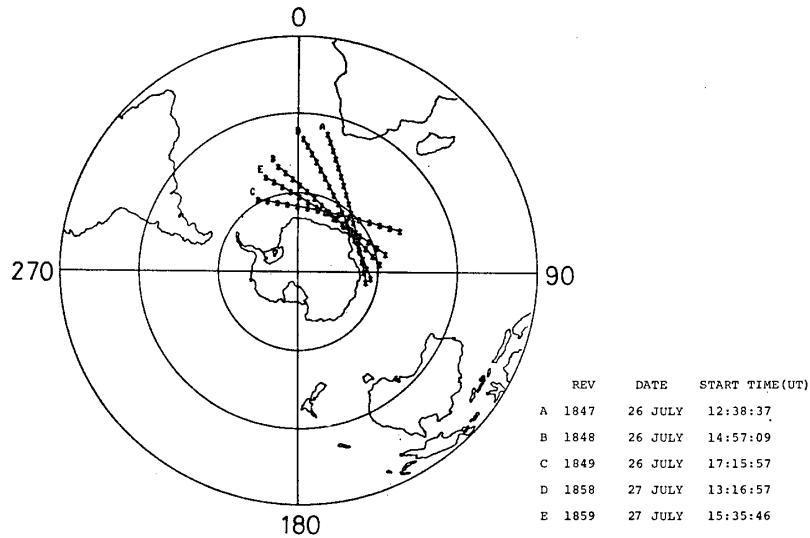 0
D A
B
E
C
270
90
180
REV DATE START TIME(UT)
A 1847 26 JULY 12:38:37
B 1848 26 JULY 14:57:09
C 1849 26 JULY 17:15:57
D 1858 27 JULY 13:16:57
E 1859 27 JULY 15:35:46